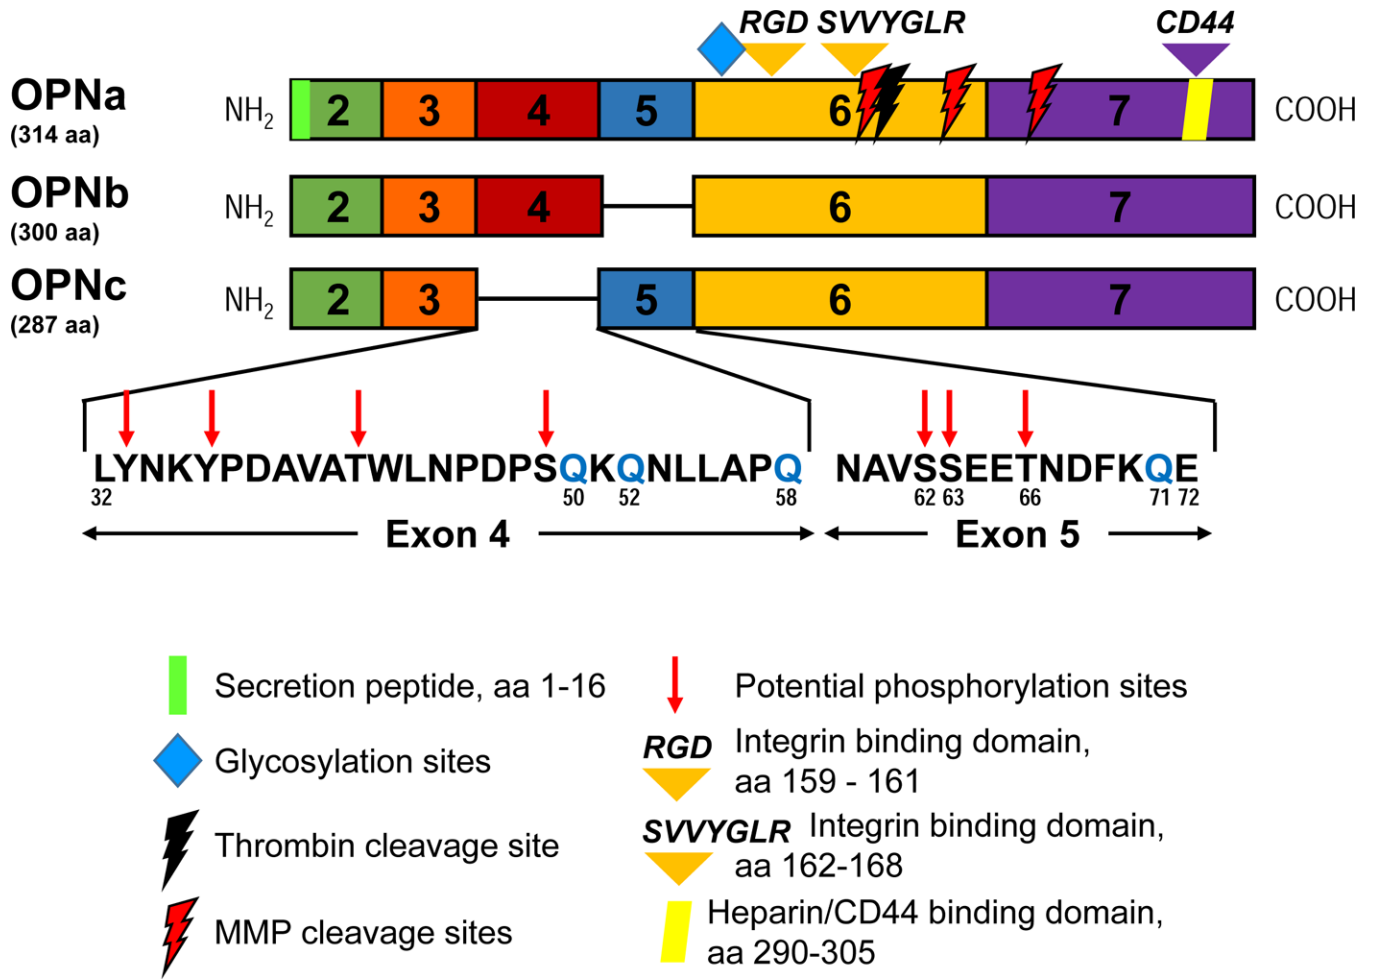 RGD SVVYGLR CD44
OPNa
(314 aa)
NH2 2 3 4 5 6 7 COOH
OPNb
(300 aa)
NH2 2 3 4 6 7 COOH
OPNc
(287 aa)
NH2 2 3 5 6 7 COOH
LYNKYPDAVATWLNPDPSQKQNLLAPQ NAVSSEETNDFKQE
32 50 52 58 62 63 66 71 72
Exon 4 Exon 5
Secretion peptide, aa 1-16
Glycosylation sites
Thrombin cleavage site
MMP cleavage sites
Potential phosphorylation sites
RGD Integrin binding domain,
aa 159 - 161
SVVYGLR Integrin binding domain,
aa 162-168
Heparin/CD44 binding domain,
aa 290-305